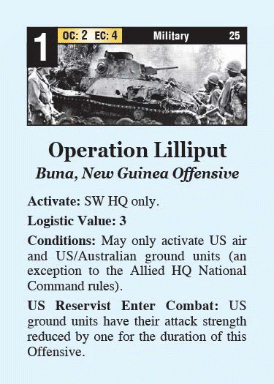 1
OC: 2 EC: 4 Military 25
Operation Lilliput
Buna, New Guinea Offensive
Activate: SW HQ only.
Logistic Value: 3
Conditions: May only activate US air
and US/Australian ground units (an
exception to the Allied HQ National
Command rules).
US Reservist Enter Combat: US
ground units have their attack strength
reduced by one for the duration of this
Offensive.